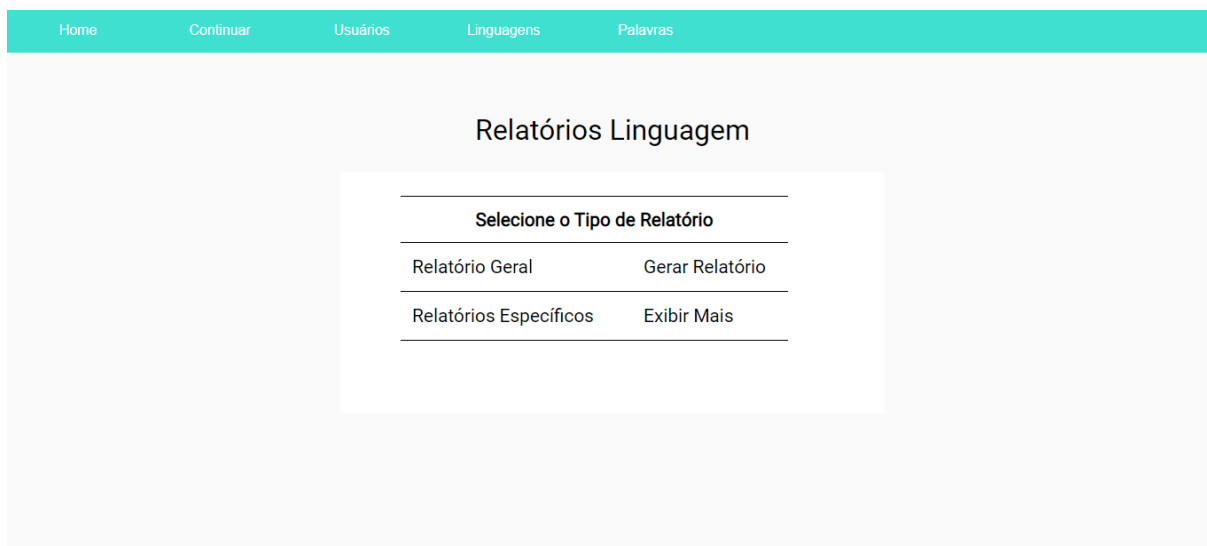 Home Continuar Usuários Linguagens Palavras
Relatórios Linguagem
Selecione o Tipo de Relatório
Relatório Geral Gerar Relatório
Relatórios Específicos Exibir Mais